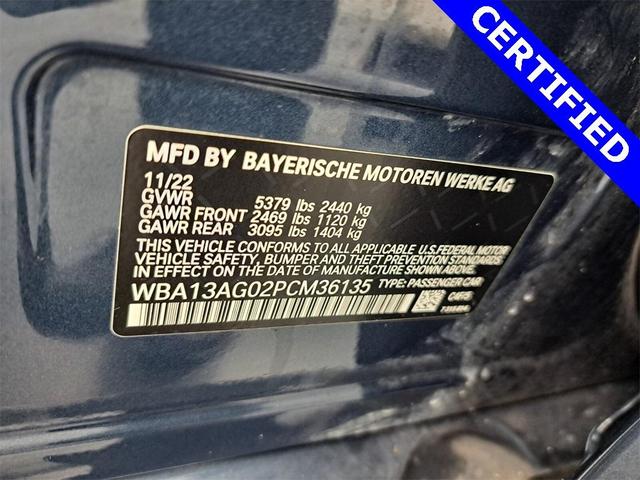 CERTIFIED
MFD BY BAYERISCHE MOTOREN WERKE AG
11/22
GVWR 5379 lbs 2440 kg
GAWR FRONT 2469 lbs 1120 kg
GAWR REAR 3095 lbs 1404 kg
THIS VEHICLE CONFORMS TO ALL APPLICABLE U.S.FEDERAL MOTOR
VEHICLE SAFETY, BUMPER AND THEFT PREVENTION STANDARDS
IN EFFECT ON THE DATE OF MANUFACTURE SHOWN ABOVE.
WBA13AG02PCM36135 TYPE: PASSENGER CAR